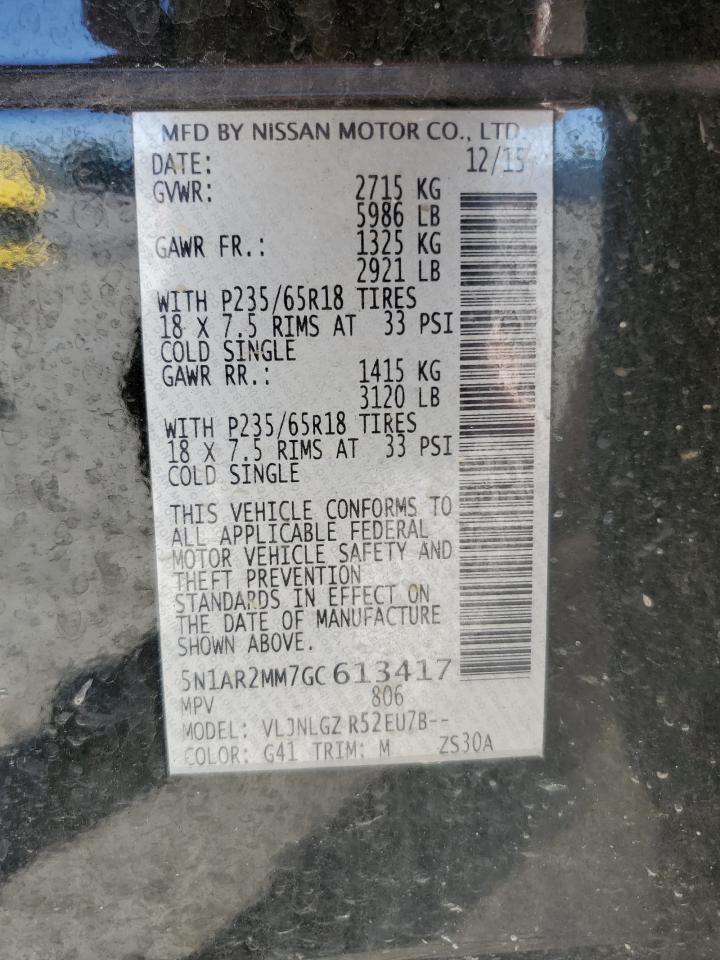 MFD BY NISSAN MOTOR CO., LTD.
DATE: 12/15
GVWR: 2715 KG
5986 LB
GAWR FR.: 1325 KG
2921 LB
WITH P235/65R18 TIRES
18 X 7.5 RIMS AT 33 PSI
COLD SINGLE
GAWR RR.: 1415 KG
3120 LB
WITH P235/65R18 TIRES
18 X 7.5 RIMS AT 33 PSI
COLD SINGLE
THIS VEHICLE CONFORMS TO
ALL APPLICABLE FEDERAL
MOTOR VEHICLE SAFETY AND
THEFT PREVENTION
STANDARDS IN EFFECT ON
THE DATE OF MANUFACTURE
SHOWN ABOVE.
5N1AR2MM7GC613417
MPV 806
MODEL: VLJNLGZ R52EU7B--
COLOR: G41 TRIM: M ZS30A